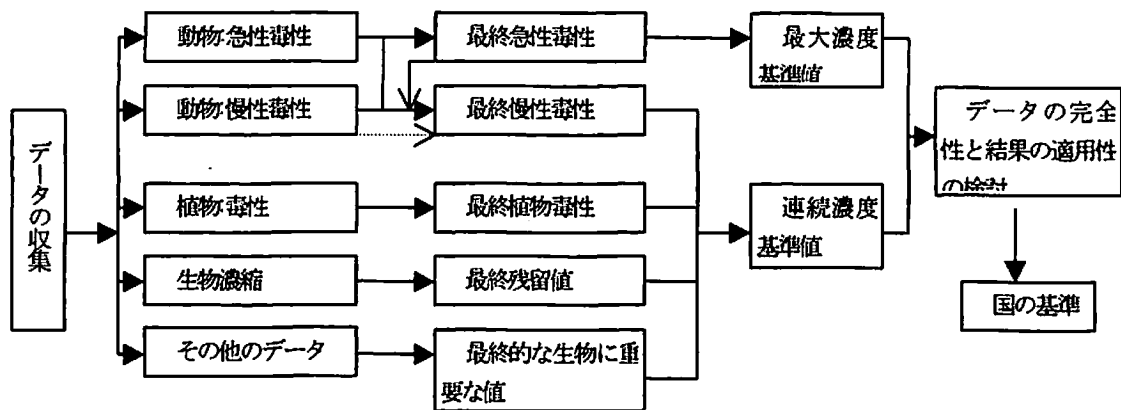 データの収集
動物:急性毒性
動物:慢性毒性
植物:毒性
生物濃縮
その他のデータ
最終急性毒性
最終慢性毒性
最終植物毒性
最終残留値
最終的な生物に重
要な値
最大濃度
基準値
連続濃度
基準値
データの完全
性と結果の適用性
の検討
国の基準